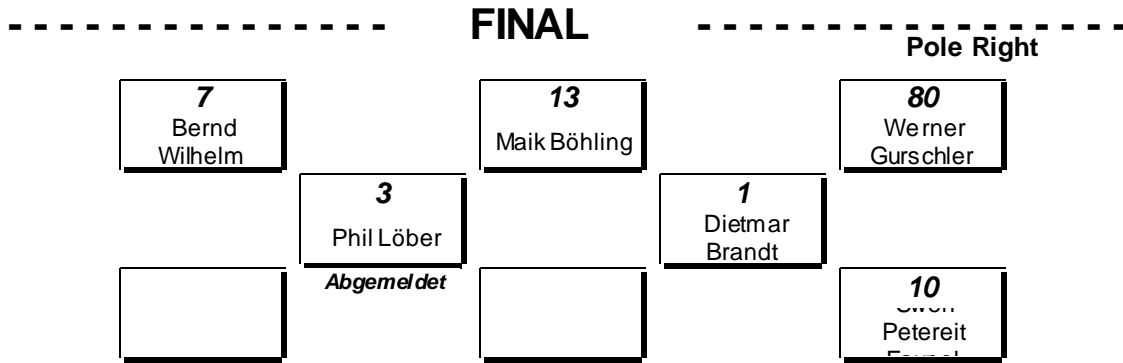 - - - - - - - - - - - - - - - FINAL - - - - - - - - - - - - - - - - -
Pole Right
7
Bernd
Wilhelm
13
Maik Böhling
80
Werner
Gurschler
3
Phil Löber
Abgemeldet
1
Dietmar
Brandt
10
Petereit